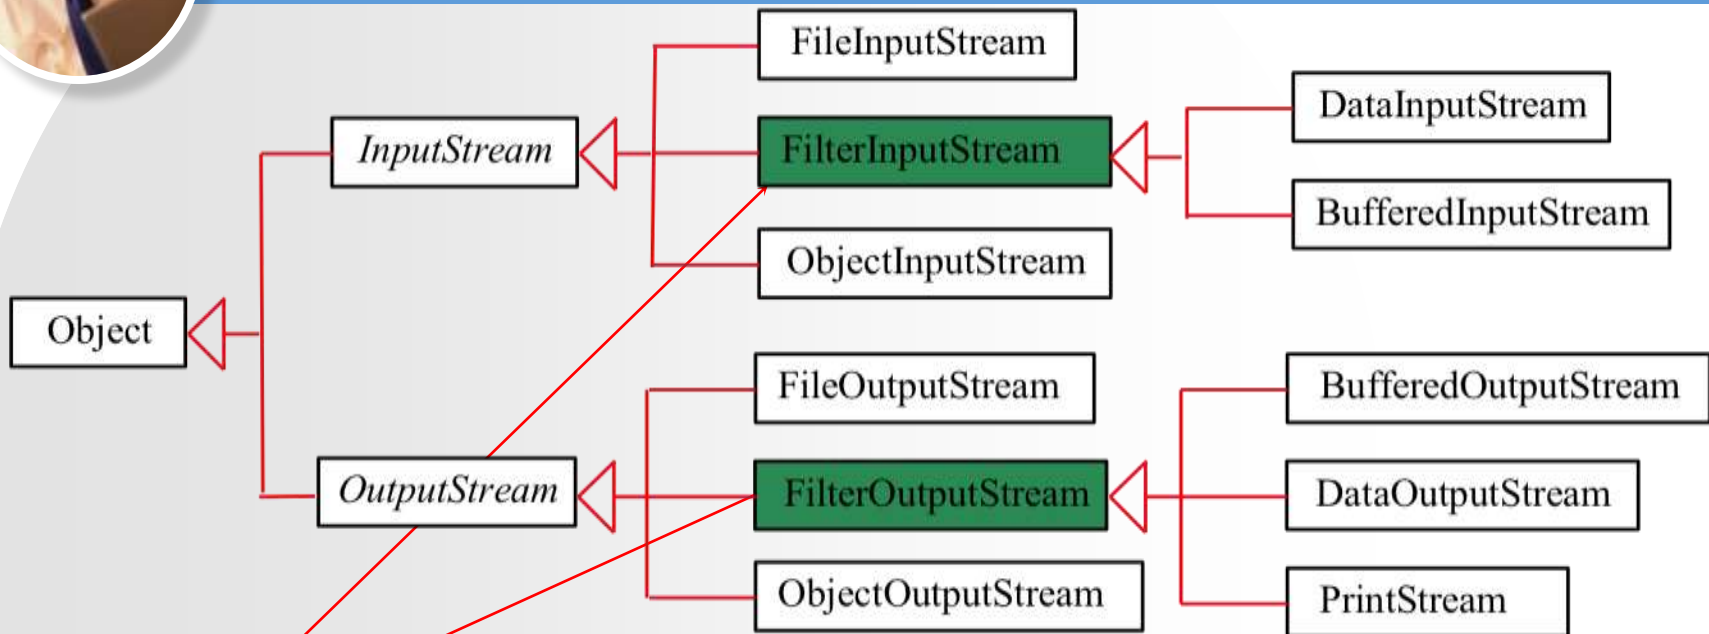 FileInputStream
DataInputStream
InputStream
FilterInputStream
BufferedInputStream
ObjectInputStream
Object
FileOutputStream
BufferedOutputStream
OutputStream
FilterOutputStream
DataOutputStream
ObjectOutputStream
PrintStream